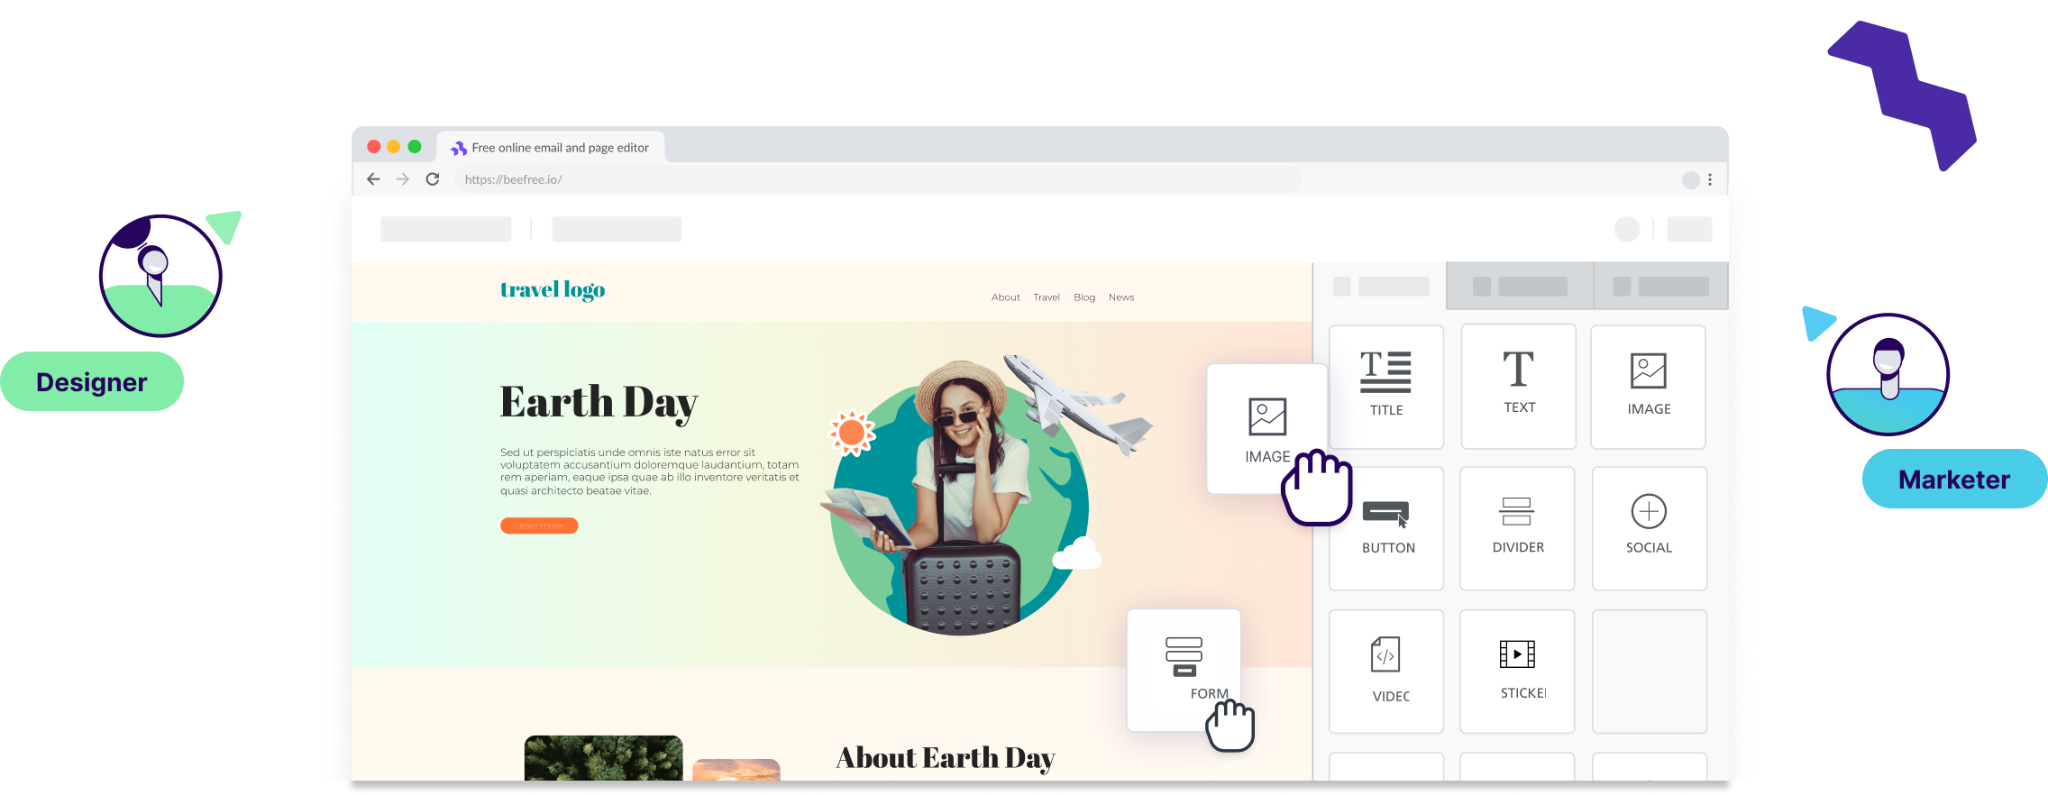 Free online email and page editor
https://beefree.io/
travel logo
About Travel Blog News
Designer
Earth Day
Sed ut perspiciatis unde omnis iste natus error sit
voluptatem accusantium doloremque laudantium, totam
rem aperiam, eaque ipsa quae ab illo inventore veritatis et
quasi architecto beatae vitae.
Learn more
IMAGE
FORM
About Earth Day
TITLE
TEXT
IMAGE
BUTTON
DIVIDER
SOCIAL
VIDEC
STICKE
Marketer